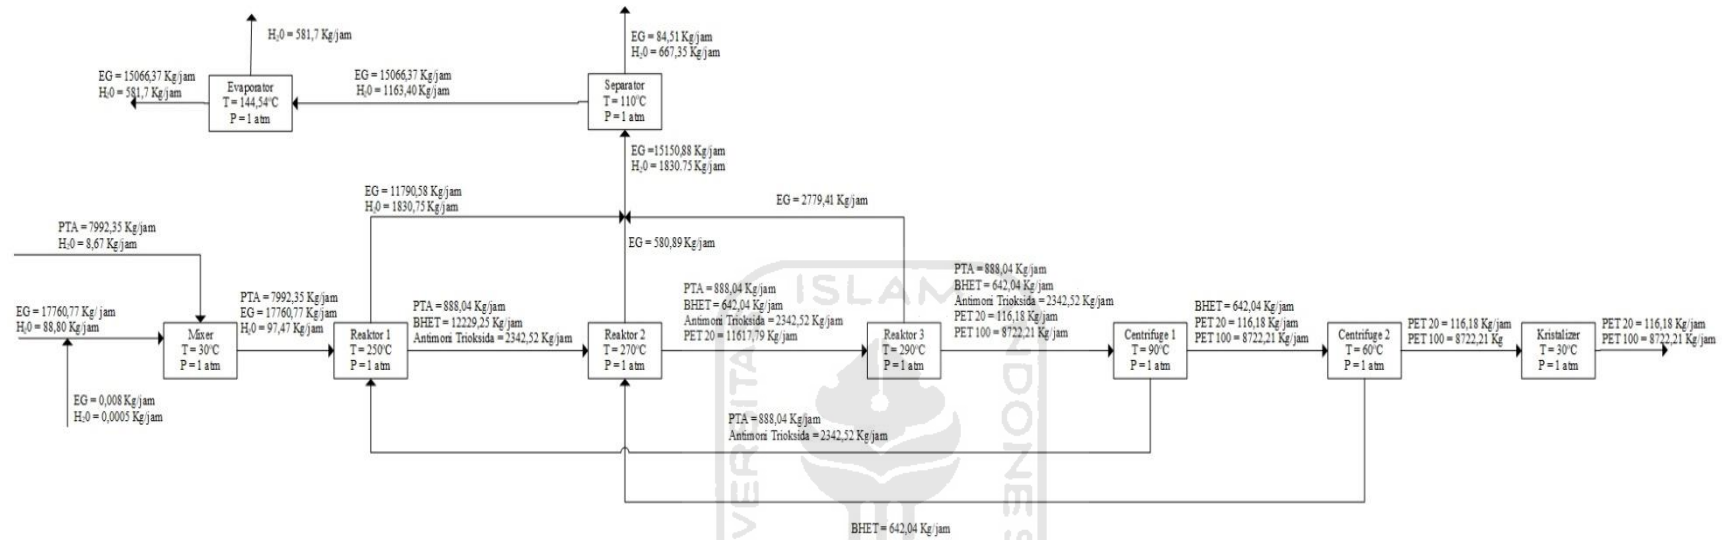 H₂0 = 581,7 Kg/jam
EG = 84,51 Kg/jam
H₂0 = 667,35 Kg/jam
EG = 15066,37 Kg/jam
H₂0 = 581,7 Kg/jam
Evaporator
T = 144,54°C
P = 1 atm
EG = 15066,37 Kg/jam
H₂0 = 1163,40 Kg/jam
Separator
T = 110°C
P = 1 atm
EG =15150,88 Kg/jam
H₂0 = 1830.75 Kg/jam
EG = 11790,58 Kg/jam
H₂0 = 1830,75 Kg/jam
EG = 2779,41 Kg/jam
EG = 580,89 Kg/jam
PTA = 7992,35 Kg/jam
H₂0 = 8,67 Kg/jam
EG = 17760,77 Kg/ jam
H₂0 = 88,80 Kg/jam
EG = 0,008 Kg/jam
H₂0 = 0,0005 Kg/jam
Mixer
T = 30°C
P = 1 atm
PTA = 7992,35 Kg/jam
EG = 17760,77 Kg/jam
H₂0 = 97,47 Kg/jam
Reaktor 1
T = 250°C
P = 1 atm
PTA = 888,04 Kg/jam
BHET = 12229,25 Kg/jam
Antimoni Trioksida = 2342,52 Kg/jam
Reaktor 2
T = 270°C
P = 1 atm
PTA = 888,04 Kg/jam
BHET = 642,04 Kg/jam
Antimoni Trioksida = 2342,52 Kg/jam
PET 20 = 11617,79 Kg/jam
Reaktor 3
T = 290°C
P = 1 atm
PTA = 888,04 Kg/jam
BHET = 642,04 Kg/jam
Antimoni Trioksida = 2342,52 Kg/jam
PET 20 = 116,18 Kg/jam
PET 100 = 8722,21 Kg/jam
Centrifuge 1
T = 90°C
P = 1 atm
BHET = 642,04 Kg/jam
PET 20 = 116,18 Kg/jam
PET 100 = 8722,21 Kg/jam
Centrifuge 2
T = 60°C
P = 1 atm
PET 20 = 116,18 Kg/jam
PET 100 = 8722,21 Kg
Kristalizer
T = 30°C
P = 1 atm
PET 20 = 116,18 Kg/jam
PET 100 = 8722,21 Kg/jam
PTA = 888,04 Kg/jam
Antimoni Trioksida = 2342,52 Kg/jam
BHET = 642,04 Kg/jam
ISLAM